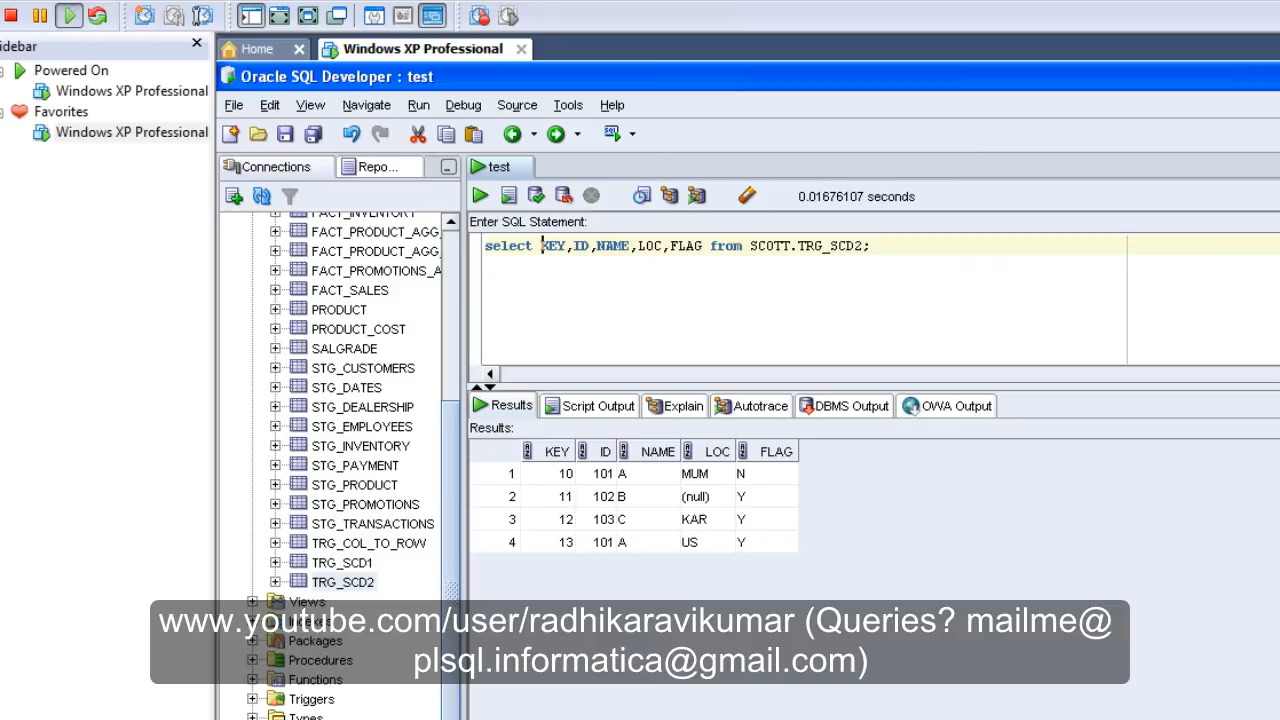 Home
Windows XP Professional
idebar
Powered On
Windows XP Professional
Favorites
Windows XP Professional
Oracle SQL Developer : test
File Edit View Navigate Run Debug Source Tools Help
Connections
Repo...
test
0.01676107 seconds
Enter SQL Statement:
select KEY,ID,NAME,LOC,FLAG from SCOTT.TRG_SCD2;
FACT_INVENTORY
FACT_PRODUCT_AGG_
FACT_PRODUCT_AGG_
FACT_PROMOTIONS_A
FACT_SALES
PRODUCT
PRODUCT_COST
SALGRADE
STG_CUSTOMERS
STG_DATES
STG_DEALERSHIP
STG_EMPLOYEES
STG_INVENTORY
STG_PAYMENT
STG_PRODUCT
STG_PROMOTIONS
STG_TRANSACTIONS
TRG_COL_TO_ROW
TRG_SCD1
TRG_SCD2
Views
Indexes
Packages
Procedures
Functions
Triggers
Types
Results Script Output Explain Autotrace DBMS Output OWA Output
Results:
KEY ID NAME LOC FLAG
1 10 101 A MUM N
2 11 102 B (null) Y
3 12 103 C KAR Y
4 13 101 A US Y
www.youtube.com/user/radhikaravikumar (Queries? mailme@
plsql.informatica@gmail.com)